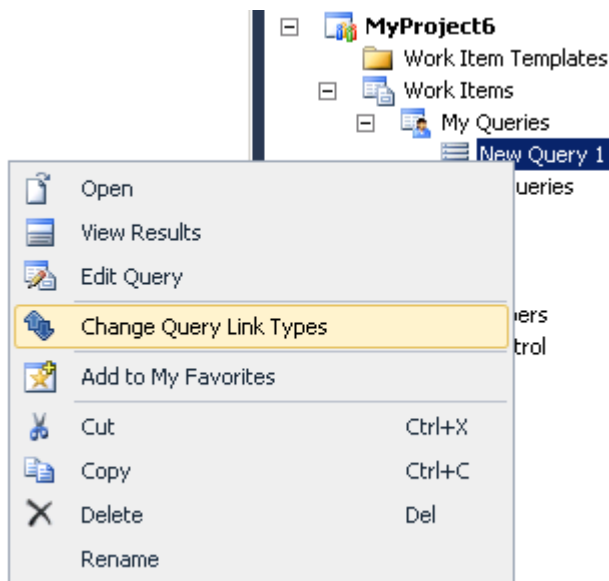 MyProject6
Work Item Templates
Work Items
My Queries
New Query 1
ueries
ers
trol
Open
View Results
Edit Query
Change Query Link Types
Add to My Favorites
Cut Ctrl+X
Copy Ctrl+C
Delete Del
Rename